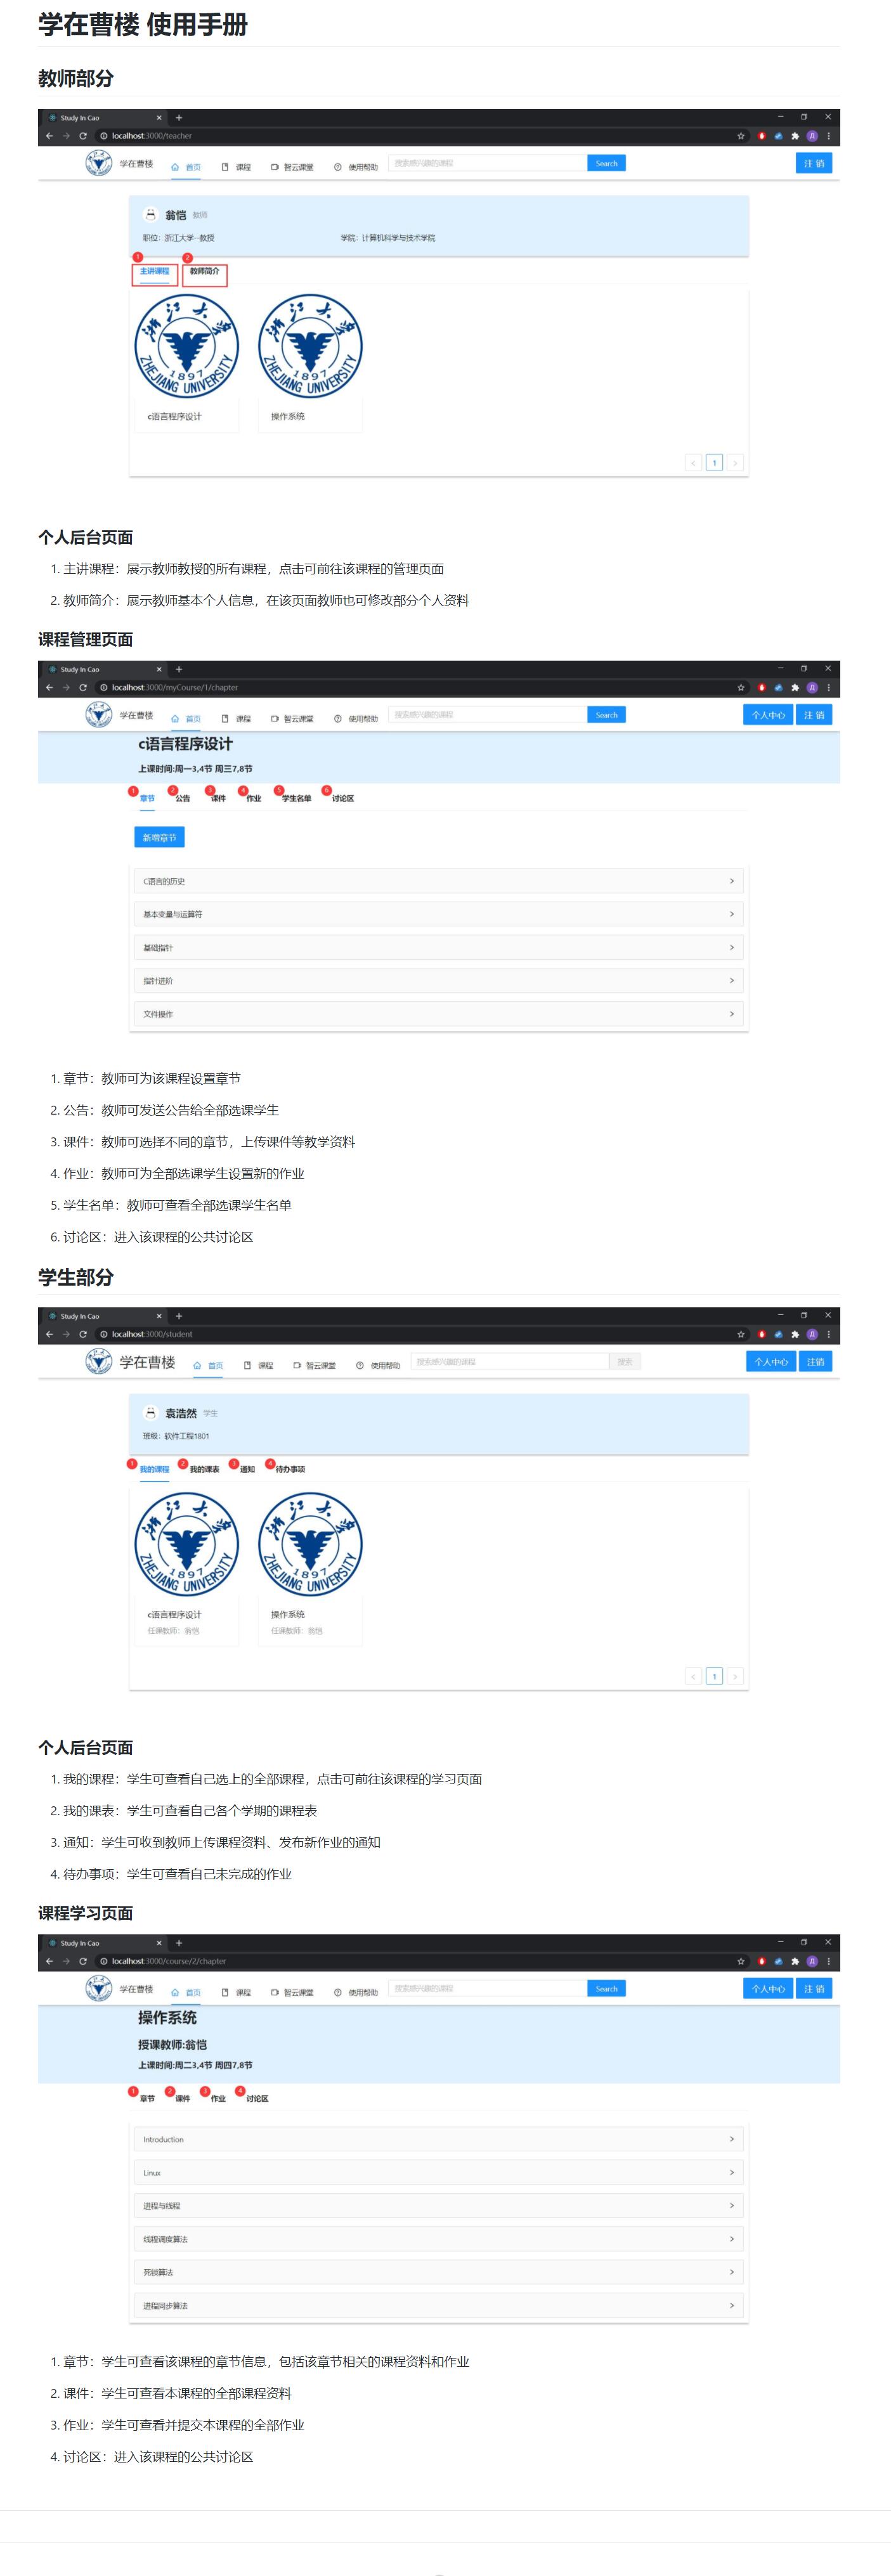 学在曹楼 使用手册
教师部分
Study In Cao
localhost:3000/teacher
学在曹楼 首页 课程 智云课堂 使用帮助 搜索感兴趣的课程 Search 注 销
翁恺 教师
职位：浙江大学--教授 学院：计算机科学与技术学院
1 2
主讲课程 教师简介
浙江大学 浙江大学
1897 1897
ZHEJIANG UNIVERSITY ZHEJIANG UNIVERSITY
c语言程序设计 操作系统
< 1 >
个人后台页面
1. 主讲课程：展示教师教授的所有课程，点击可前往该课程的管理页面
2. 教师简介：展示教师基本个人信息，在该页面教师也可修改部分个人资料
课程管理页面
Study In Cao
localhost:3000/myCourse/1/chapter
学在曹楼 首页 课程 智云课堂 使用帮助 搜索感兴趣的课程 Search 个人中心 注 销
c语言程序设计
上课时间:周一3,4节 周三7,8节
1 章节 2 公告 3 课件 4 作业 5 学生名单 6 讨论区
新增章节
C语言的历史
基本变量与运算符
基础指针
指针进阶
文件操作
1. 章节：教师可为该课程设置章节
2. 公告：教师可发送公告给全部选课学生
3. 课件：教师可选择不同的章节，上传课件等教学资料
4. 作业：教师可为全部选课学生设置新的作业
5. 学生名单：教师可查看全部选课学生名单
6. 讨论区：进入该课程的公共讨论区
学生部分
Study In Cao
localhost:3000/student
学在曹楼 首页 课程 智云课堂 使用帮助 搜索感兴趣的课程 搜索 个人中心 注销
袁浩然 学生
班级：软件工程1801
1 我的课程 2 我的课表 3 通知 4 待办事项
浙江大学 浙江大学
1897 1897
ZHEJIANG UNIVERSITY ZHEJIANG UNIVERSITY
c语言程序设计 操作系统
任课教师：翁恺 任课教师：翁恺
< 1 >
个人后台页面
1. 我的课程：学生可查看自己选上的全部课程，点击可前往该课程的学习页面
2. 我的课表：学生可查看自己各个学期的课程表
3. 通知：学生可收到教师上传课程资料、发布新作业的通知
4. 待办事项：学生可查看自己未完成的作业
课程学习页面
Study In Cao
localhost:3000/course/2/chapter
学在曹楼 首页 课程 智云课堂 使用帮助 搜索感兴趣的课程 Search 个人中心 注 销
操作系统
授课教师:翁恺
上课时间:周二3,4节 周四7,8节
1 章节 2 课件 3 作业 4 讨论区
Introduction
Linux
进程与线程
线程调度算法
死锁算法
进程同步算法
1. 章节：学生可查看该课程的章节信息，包括该章节相关的课程资料和作业
2. 课件：学生可查看本课程的全部课程资料
3. 作业：学生可查看并提交本课程的全部作业
4. 讨论区：进入该课程的公共讨论区